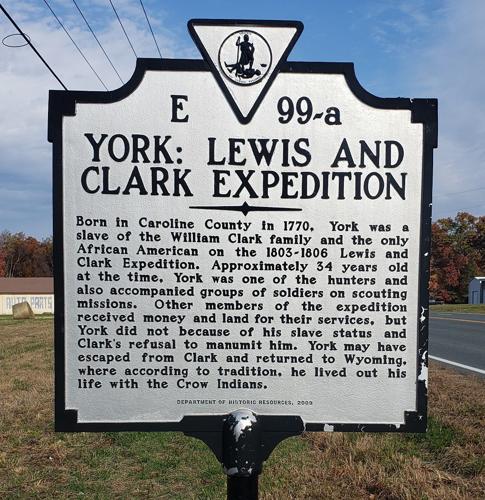 E 99-a
YORK: LEWIS AND
CLARK EXPEDITION
Born in Caroline County in 1770, York was a
slave of the William Clark family and the only
African American on the 1803-1806 Lewis and
Clark Expedition. Approximately 34 years old
at the time, York was one of the hunters and
also accompanied groups of soldiers on scouting
missions. Other members of the expedition
received money and land for their services, but
York did not because of his slave status and
Clark's refusal to manumit him. York may have
escaped from Clark and returned to Wyoming,
where according to tradition, he lived out his
life with the Crow Indians.
DEPARTMENT OF HISTORIC RESOURCES, 2009
AUTO PARTS